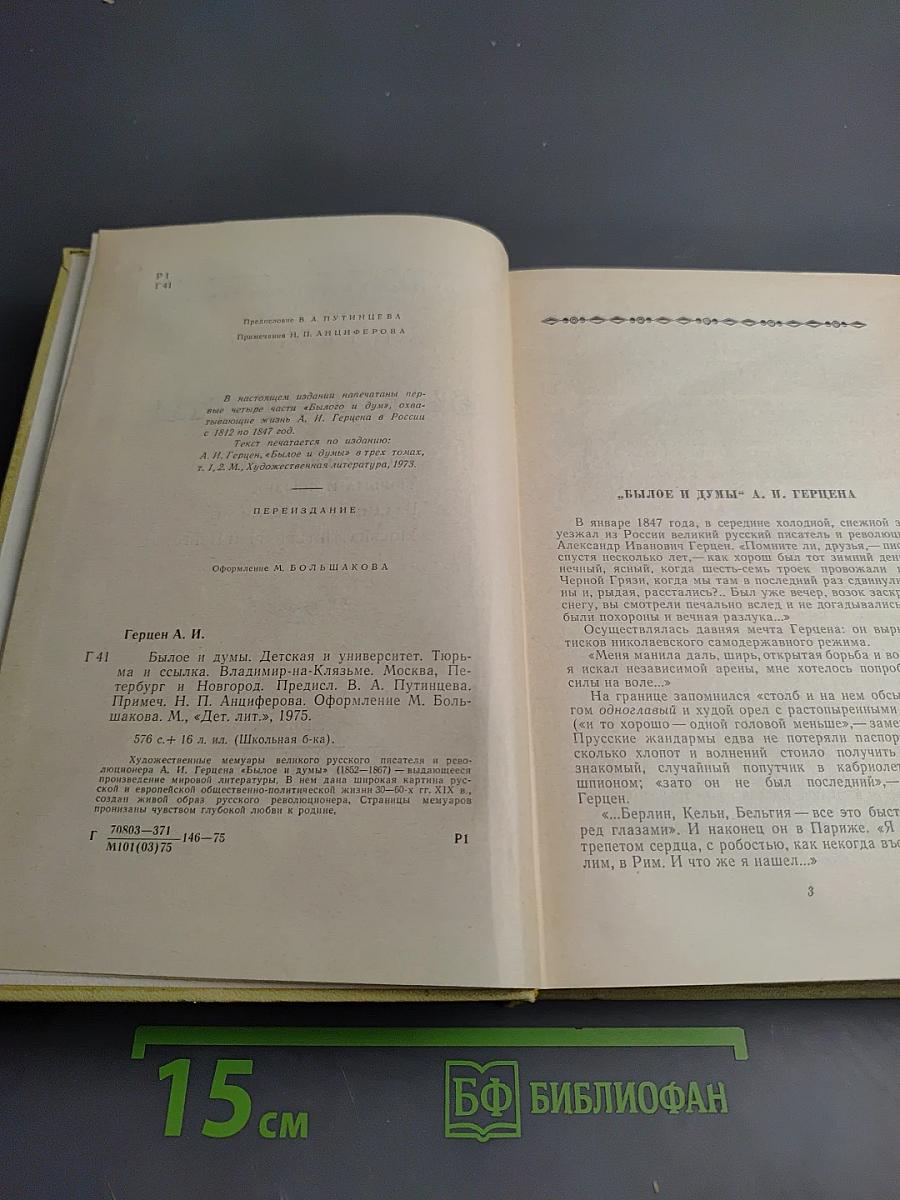 Р1
Г41
Предисловие В. А. ПУТИНЦЕВА
Примечания Н. П. АНЦИФЕРОВА
В настоящем издании напечатаны пер-
вые четыре части «Былого и дум», охва-
тывающие жизнь А. И. Герцена в России
с 1812 по 1847 год.
Текст печатается по изданию:
А. И. Герцен. «Былое и думы» в трех томах,
т. 1, 2. М., Художественная литература, 1973.
ПЕРЕИЗДАНИЕ
Оформление М. БОЛЬШАКОВА
Герцен А. И.
Г41 Былое и думы. Детская и университет. Тюрь-
ма и ссылка. Владимир-на-Клязьме. Москва, Пе-
тербург и Новгород. Предисл. В. А. Путинцева.
Примеч. Н. П. Анциферова. Оформление М. Боль-
шакова. М., «Дет. лит.», 1975.
576 с.+ 16 л. ил. (Школьная б-ка).
Художественные мемуары великого русского писателя и рево-
люционера А. И. Герцена «Былое и думы» (1852—1867) — выдающееся
произведение мировой литературы. В нем дана широкая картина рус-
ской и европейской общественно-политической жизни 30—60-х гг. XIX в.,
создан живой образ русского революционера. Страницы мемуаров
пронизаны чувством глубокой любви к родине.
Г 70803—371
М101(03)75 146—75 Р1
„БЫЛОЕ И ДУМЫ“ А. И. ГЕРЦЕНА
В январе 1847 года, в середине холодной, снежной з
уезжал из России великий русский писатель и революц
Александр Иванович Герцен. «Помните ли, друзья,— пис
спустя несколько лет,— как хорош был тот зимний ден
нечный, ясный, когда шесть-семь троек провожали
Черной Грязи, когда мы там в последний раз сдвинули
ны и, рыдая, расстались?.. Был уже вечер, возок заскр
снегу, вы смотрели печально вслед и не догадывались
были похороны и вечная разлука...»
Осуществлялась давняя мечта Герцена: он вырв
тисков николаевского самодержавного режима.
«Меня манила даль, ширь, открытая борьба и во
я искал независимой арены, мне хотелось попроб
силы на воле...»
На границе запомнился «столб и на нем обсы
гом одноглавый и худой орел с растопыренными
(«и то хорошо — одной головой меньше»,— заме
Прусские жандармы едва не потеряли паспор
сколько хлопот и волнений стоило получить
знакомый, случайный попутчик в кабриоле
шпионом; «зато он не был последний»,—
Герцен.
«...Берлин, Кельн, Бельгия — все это быст
ред глазами». И наконец он в Париже. «Я
трепетом сердца, с робостью, как некогда въе
лим, в Рим. И что же я нашел...»
3
15 см
БФ БИБЛИОФАН